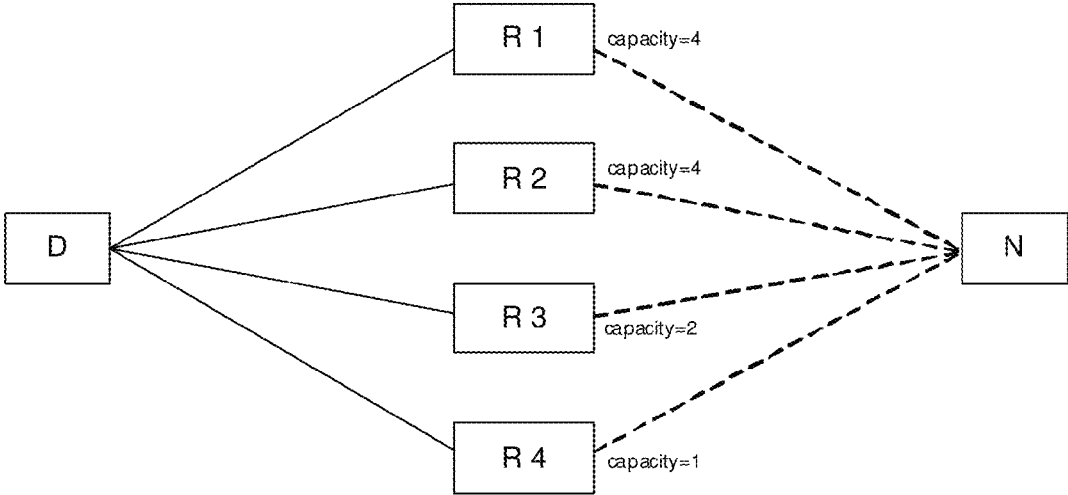 R 1
capacity=4
R 2
capacity=4
D
N
R 3
capacity=2
R 4
capacity=1